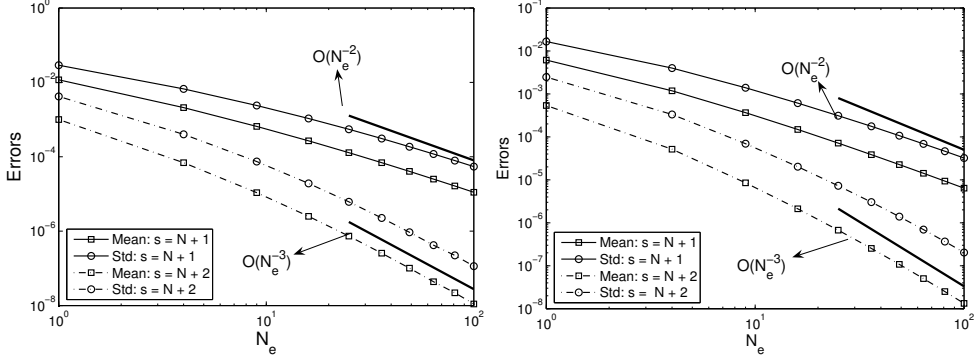 10^0
10^-2
10^-4
10^-6
10^-8
Errors
O(N_e^-2)
O(N_e^-3)
Mean: s = N + 1
Std: s = N + 1
Mean: s = N + 2
Std: s = N + 2
10^0
10^1
10^2
N_e
10^-1
10^-2
10^-3
10^-4
10^-5
10^-6
10^-7
10^-8
Errors
O(N_e^-2)
O(N_e^-3)
Mean: s = N + 1
Std: s = N + 1
Mean: s = N + 2
Std: s = N + 2
10^0
10^1
10^2
N_e